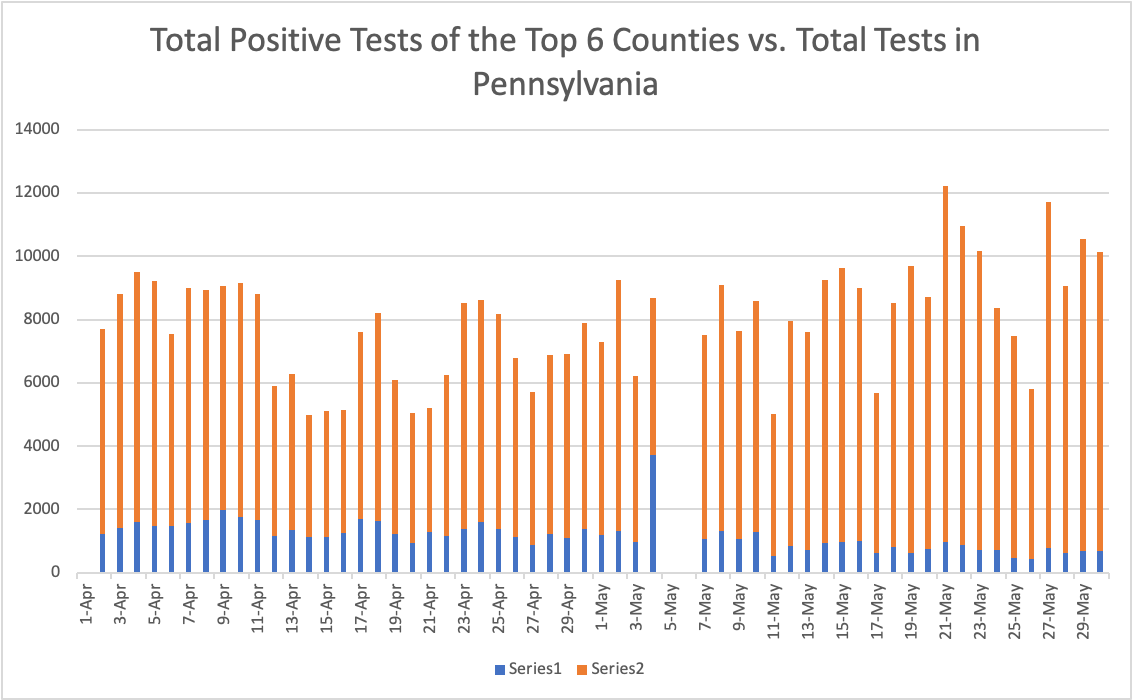 Total Positive Tests of the Top 6 Counties vs. Total Tests in
Pennsylvania
14000
12000
10000
8000
6000
4000
2000
0
1-Apr
3-Apr
5-Apr
7-Apr
9-Apr
11-Apr
13-Apr
15-Apr
17-Apr
19-Apr
21-Apr
23-Apr
25-Apr
27-Apr
29-Apr
1-May
3-May
5-May
7-May
9-May
11-May
13-May
15-May
17-May
19-May
21-May
23-May
25-May
27-May
29-May
Series1 Series2